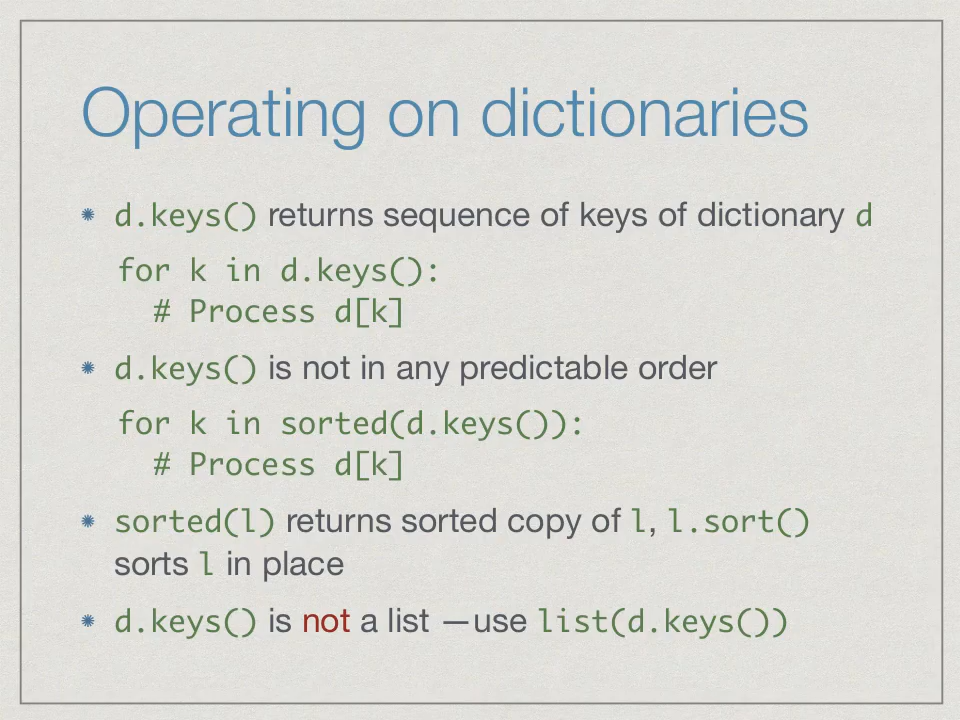 Operating on dictionaries
d.keys() returns sequence of keys of dictionary d
for k in d.keys():
# Process d[k]
d.keys() is not in any predictable order
for k in sorted(d.keys()):
# Process d[k]
sorted(l) returns sorted copy of l, l.sort()
sorts l in place
d.keys() is not a list —use list(d.keys())